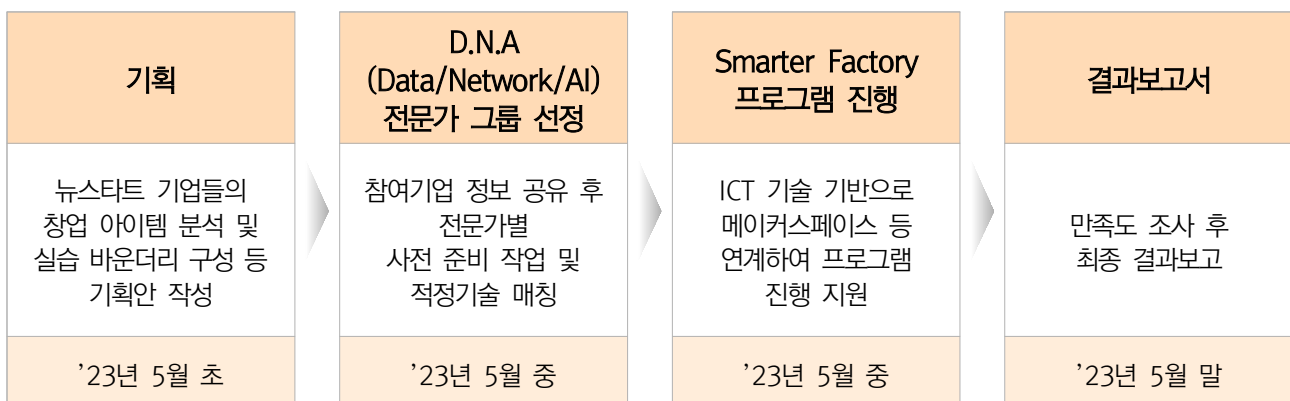 기획
뉴스타트 기업들의
창업 아이템 분석 및
실습 바운더리 구성 등
기획안 작성
’23년 5월 초
D.N.A
(Data/Network/AI)
전문가 그룹 선정
참여기업 정보 공유 후
전문가별
사전 준비 작업 및
적정기술 매칭
’23년 5월 중
Smarter Factory
프로그램 진행
ICT 기술 기반으로
메이커스페이스 등
연계하여 프로그램
진행 지원
’23년 5월 중
결과보고서
만족도 조사 후
최종 결과보고
’23년 5월 말